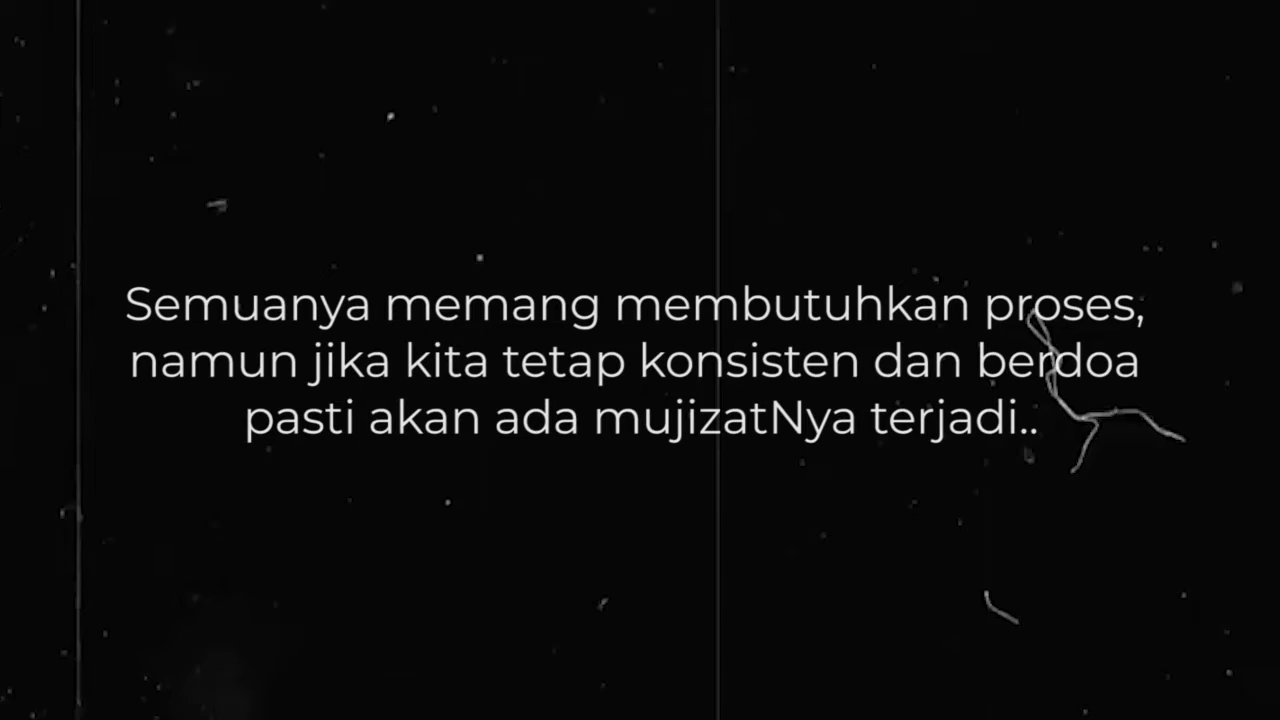 Semuanya memang membutuhkan proses,
namun jika kita tetap konsisten dan berdoa
pasti akan ada mujizatNya terjadi..